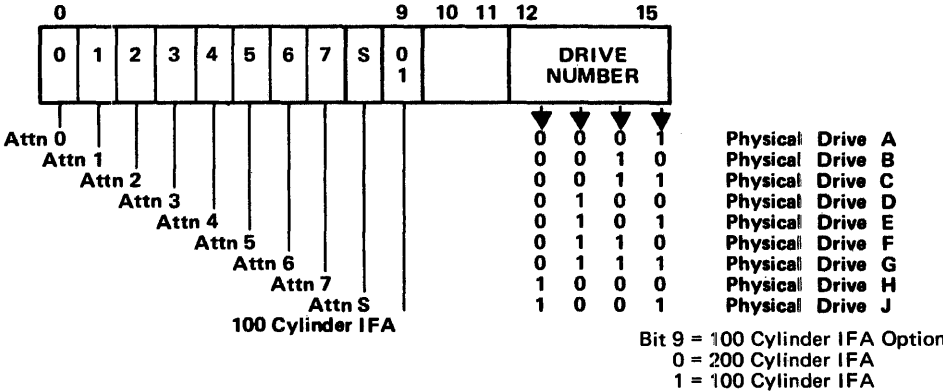 0 9 10 11 12 15
0 1 2 3 4 5 6 7 S 0 DRIVE
1 NUMBER
Attn 0 0 0 0 1 Physical Drive A
Attn 1 0 0 1 0 Physical Drive B
Attn 2 0 0 1 1 Physical Drive C
Attn 3 0 1 0 0 Physical Drive D
Attn 4 0 1 0 1 Physical Drive E
Attn 5 0 1 1 0 Physical Drive F
Attn 6 0 1 1 1 Physical Drive G
Attn 7 1 0 0 0 Physical Drive H
Attn S 1 0 0 1 Physical Drive J
100 Cylinder IFA
Bit 9 = 100 Cylinder IFA Option
0 = 200 Cylinder IFA
1 = 100 Cylinder IFA